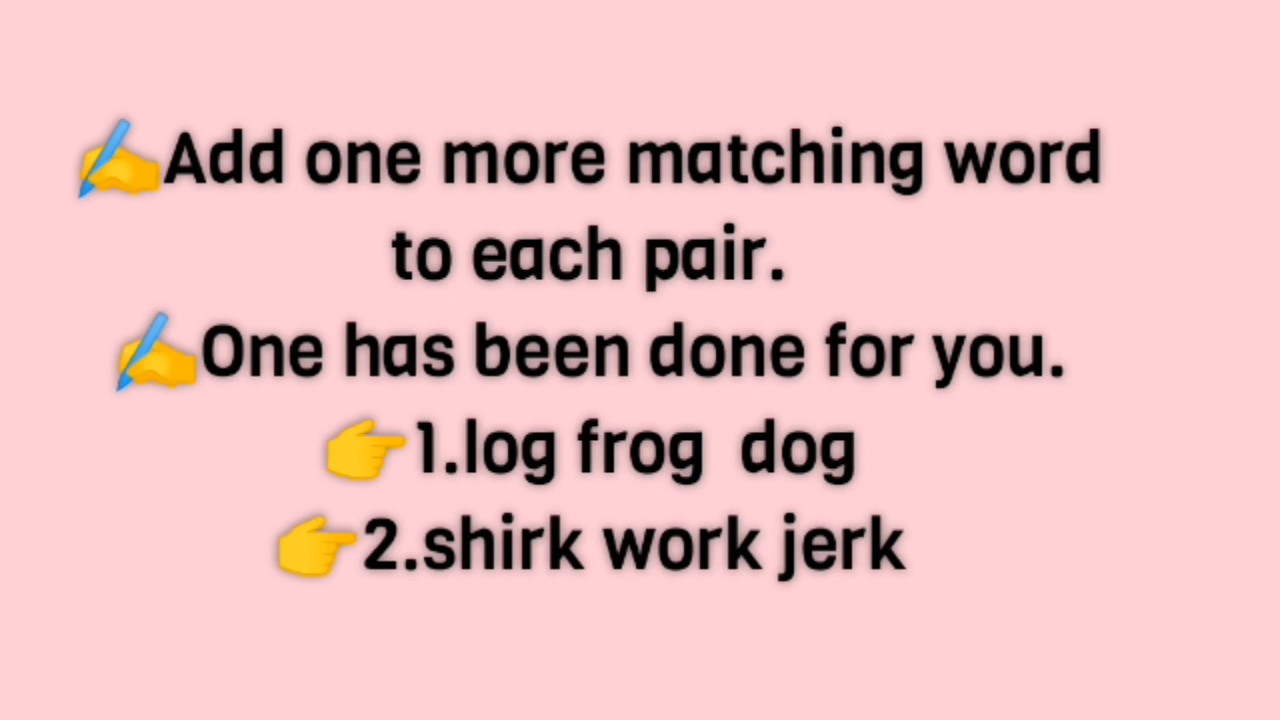 ✍Add one more matching word
to each pair.
✍One has been done for you.
👉1.log frog  dog
👉2.shirk work jerk